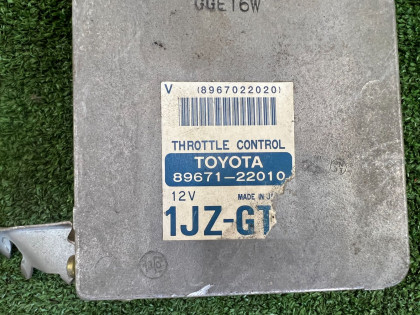 GGE16W
V (8967022020)
THROTTLE CONTROL
TOYOTA
89671-22010
12V MADE IN
1JZ-GT